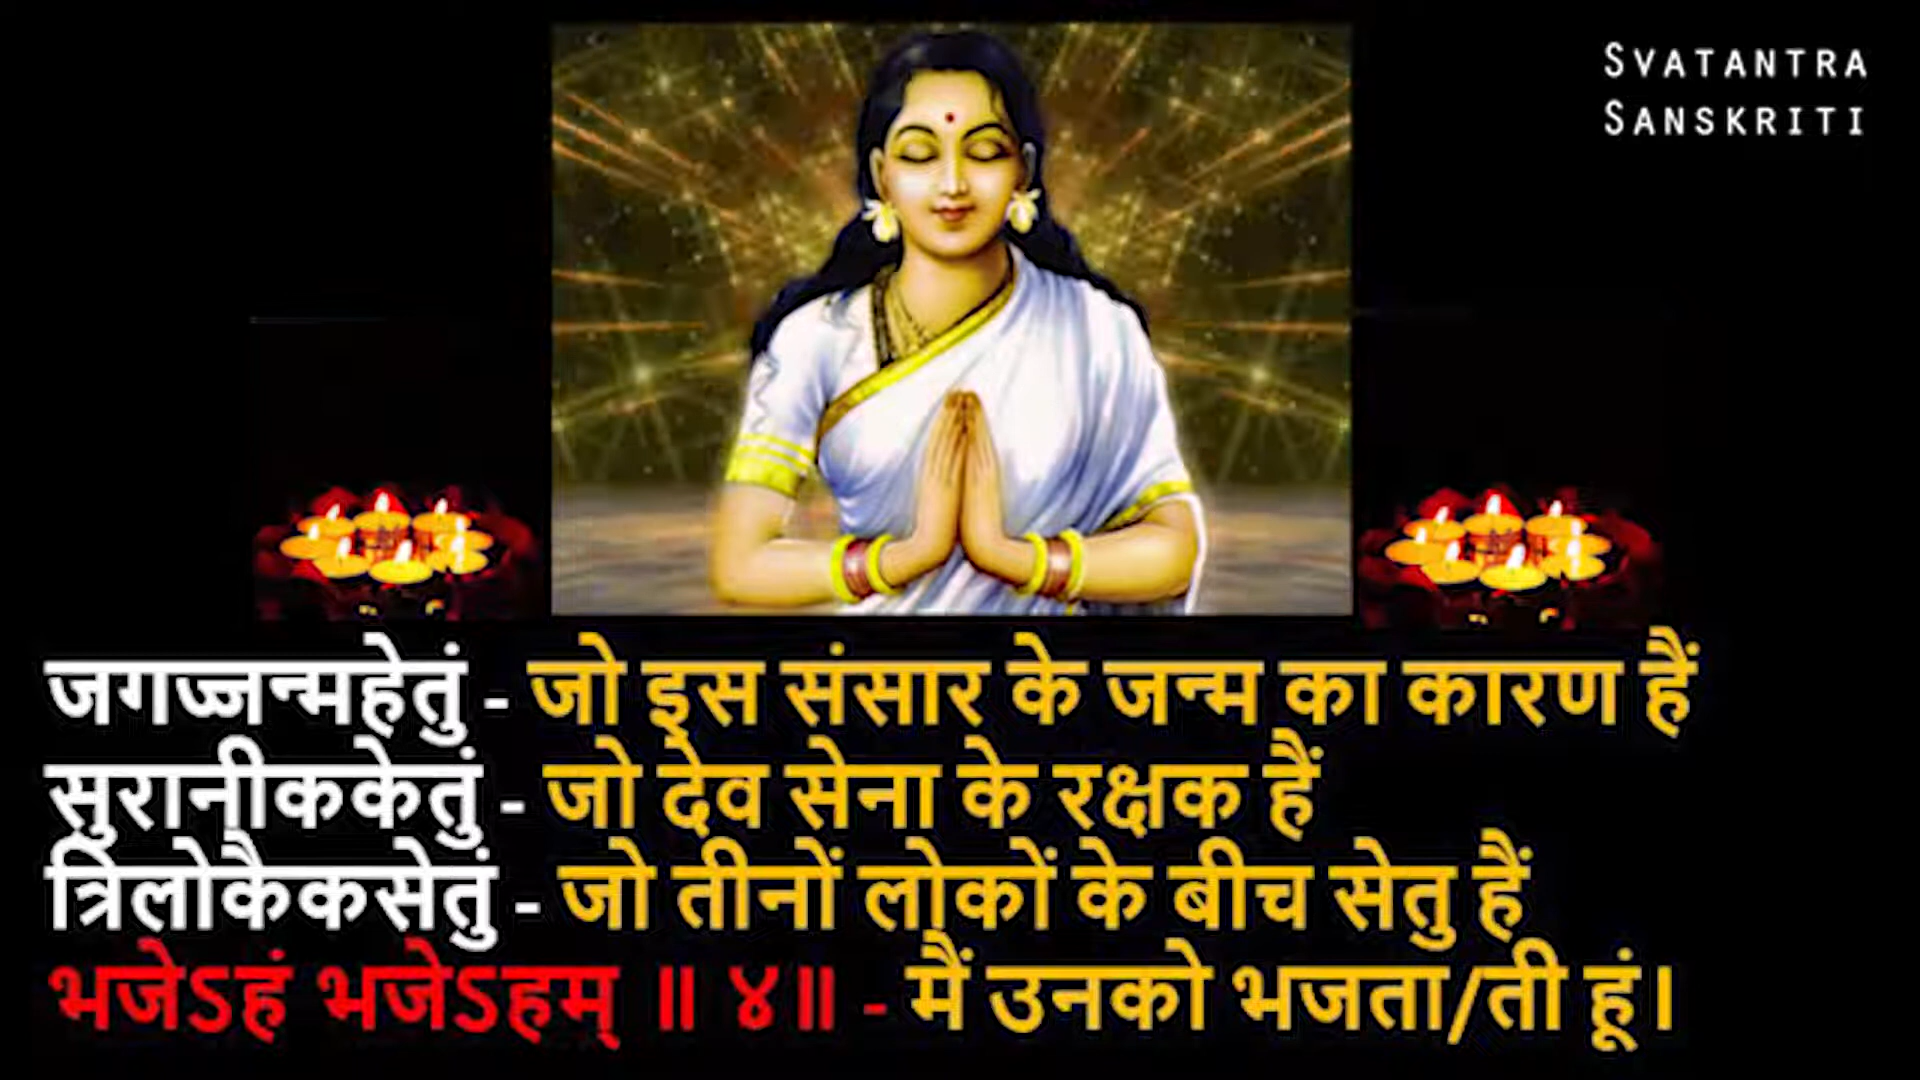 SVATANTRA
SANSKRITI
जगज्जन्महेतुं - जो इस संसार के जन्म का कारण हैं
सुरानीककेतुं - जो देव सेना के रक्षक हैं
त्रिलोकैकसेतुं - जो तीनों लोकों के बीच सेतु हैं
भजेऽहं भजेऽहम् ॥ ४॥ - मैं उनको भजता/ती हूं।